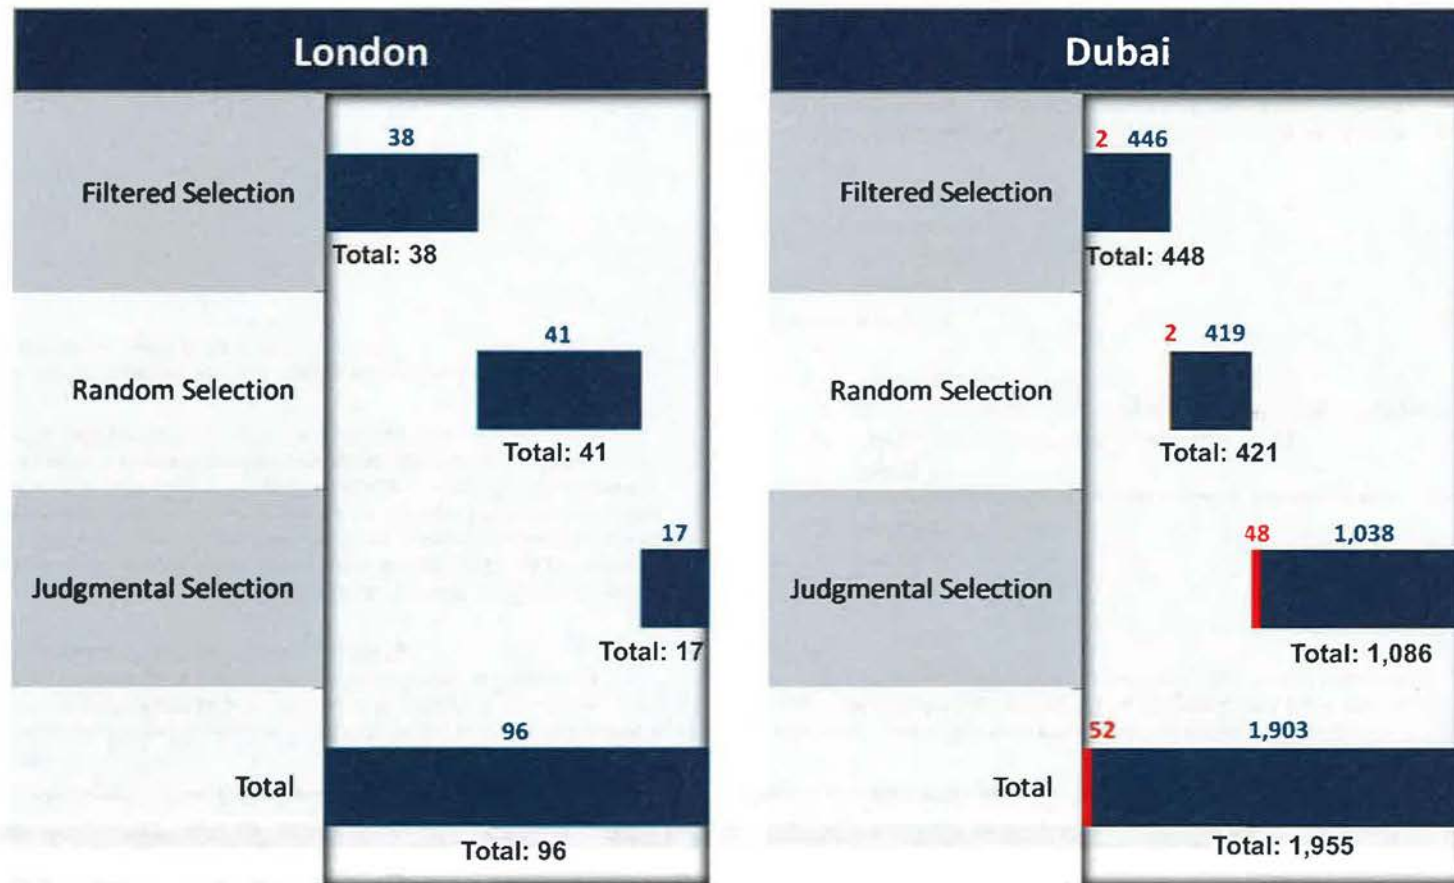 London
38
Filtered Selection
Total: 38
41
Random Selection
Total: 41
17
Judgmental Selection
Total: 17
96
Total
Total: 96
Dubai
2 446
Filtered Selection
Total: 448
2 419
Random Selection
Total: 421
48 1,038
Judgmental Selection
Total: 1,086
52 1,903
Total
Total: 1,955